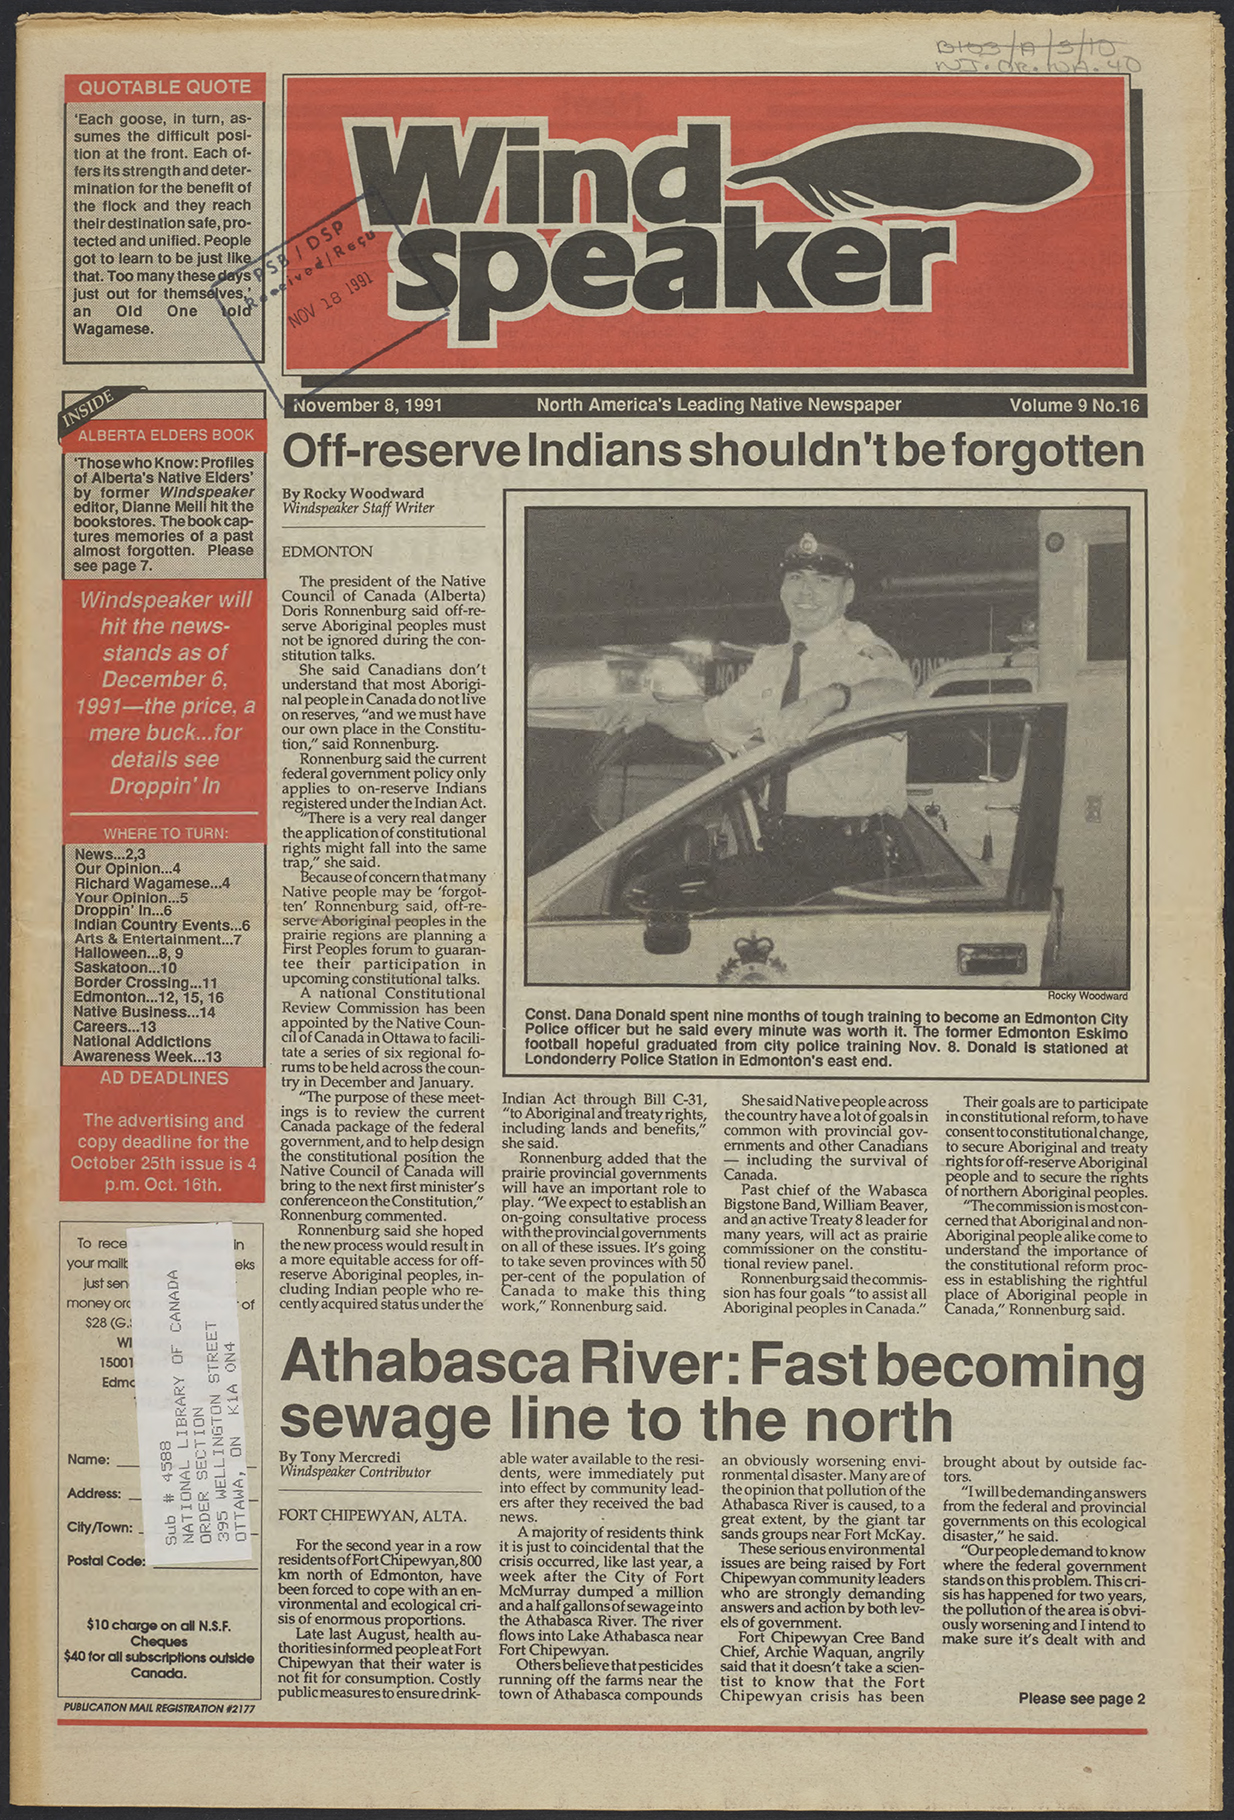 QUOTABLE QUOTE
'Each goose, in turn, as-
sumes the difficult posi-
tion at the front. Each of-
fers its strength and deter-
mination for the benefit of
the flock and they reach
their destination safe, pro-
tected and unified. People
got to learn to be just like
that. Too many these days
just out for themselves,'
an Old One told
Wagamese.
Wind
speaker
PSB / DSP
Received/Reçu
NOV 18 1991
November 8, 1991
North America's Leading Native Newspaper
Volume 9 No.16
INSIDE
ALBERTA ELDERS BOOK
'Those who Know: Profiles
of Alberta's Native Elders'
by former Windspeaker
editor, Dianne Meili hit the
bookstores. The book cap-
tures memories of a past
almost forgotten. Please
see page 7.
Windspeaker will
hit the news-
stands as of
December 6,
1991—the price, a
mere buck...for
details see
Droppin' In
WHERE TO TURN:
News...2,3
Our Opinion...4
Richard Wagamese...4
Your Opinion...5
Droppin' In...6
Indian Country Events...6
Arts & Entertainment...7
Halloween...8, 9
Saskatoon...10
Border Crossing...11
Edmonton...12, 15, 16
Native Business...14
Careers...13
National Addictions
Awareness Week...13
AD DEADLINES
The advertising and
copy deadline for the
October 25th issue is 4
p.m. Oct. 16th.
To rece in
your mailb eks
just sen
money ord of
$28 (G.
WI
15001
Edmo
Name:
Address:
City/Town:
Postal Code:
Sub # 4588
NATIONAL LIBRARY OF CANADA
ORDER SECTION
395 WELLINGTON STREET
OTTAWA, ON K1A 0N4
$10 charge on all N.S.F.
Cheques
$40 for all subscriptions outside
Canada.
PUBLICATION MAIL REGISTRATION #2177
Off-reserve Indians shouldn't be forgotten
By Rocky Woodward
Windspeaker Staff Writer
EDMONTON
The president of the Native
Council of Canada (Alberta)
Doris Ronnenburg said off-re-
serve Aboriginal peoples must
not be ignored during the con-
stitution talks.
She said Canadians don't
understand that most Aborigi-
nal people in Canada do not live
on reserves, "and we must have
our own place in the Constitu-
tion," said Ronnenburg.
Ronnenburg said the current
federal government policy only
applies to on-reserve Indians
registered under the Indian Act.
"There is a very real danger
the application of constitutional
rights might fall into the same
trap," she said.
Because of concern that many
Native people may be 'forgot-
ten' Ronnenburg said, off-re-
serve Aboriginal peoples in the
prairie regions are planning a
First Peoples forum to guaran-
tee their participation in
upcoming constitutional talks.
A national Constitutional
Review Commission has been
appointed by the Native Coun-
cil of Canada in Ottawa to facili-
tate a series of six regional fo-
rums to be held across the coun-
try in December and January.
"The purpose of these meet-
ings is to review the current
Canada package of the federal
government, and to help design
the constitutional position the
Native Council of Canada will
bring to the next first minister's
conference on the Constitution,"
Ronnenburg commented.
Ronnenburg said she hoped
the new process would result in
a more equitable access for off-
reserve Aboriginal peoples, in-
cluding Indian people who re-
cently acquired status under the
Rocky Woodward
Const. Dana Donald spent nine months of tough training to become an Edmonton City
Police officer but he said every minute was worth it. The former Edmonton Eskimo
football hopeful graduated from city police training Nov. 8. Donald is stationed at
Londonderry Police Station in Edmonton's east end.
Indian Act through Bill C-31,
"to Aboriginal and treaty rights,
including lands and benefits,"
she said.
Ronnenburg added that the
prairie provincial governments
will have an important role to
play. "We expect to establish an
on-going consultative process
with the provincial governments
on all of these issues. It's going
to take seven provinces with 50
per-cent of the population of
Canada to make this thing
work," Ronnenburg said.
She said Native people across
the country have a lot of goals in
common with provincial gov-
ernments and other Canadians
— including the survival of
Canada.
Past chief of the Wabasca
Bigstone Band, William Beaver,
and an active Treaty 8 leader for
many years, will act as prairie
commissioner on the constitu-
tional review panel.
Ronnenburg said the commis-
sion has four goals "to assist all
Aboriginal peoples in Canada."
Their goals are to participate
in constitutional reform, to have
consent to constitutional change,
to secure Aboriginal and treaty
rights for off-reserve Aboriginal
people and to secure the rights
of northern Aboriginal peoples.
"The commission is most con-
cerned that Aboriginal and non-
Aboriginal people alike come to
understand the importance of
the constitutional reform proc-
ess in establishing the rightful
place of Aboriginal people in
Canada," Ronnenburg said.
Athabasca River: Fast becoming
sewage line to the north
By Tony Mercredi
Windspeaker Contributor
FORT CHIPEWYAN, ALTA.
For the second year in a row
residents of Fort Chipewyan, 800
km north of Edmonton, have
been forced to cope with an en-
vironmental and ecological cri-
sis of enormous proportions.
Late last August, health au-
thorities informed people at Fort
Chipewyan that their water is
not fit for consumption. Costly
public measures to ensure drink-
able water available to the resi-
dents, were immediately put
into effect by community lead-
ers after they received the bad
news.
A majority of residents think
it is just to coincidental that the
crisis occurred, like last year, a
week after the City of Fort
McMurray dumped a million
and a half gallons of sewage into
the Athabasca River. The river
flows into Lake Athabasca near
Fort Chipewyan.
Others believe that pesticides
running off the farms near the
town of Athabasca compounds
an obviously worsening envi-
ronmental disaster. Many are of
the opinion that pollution of the
Athabasca River is caused, to a
great extent, by the giant tar
sands groups near Fort McKay.
These serious environmental
issues are being raised by Fort
Chipewyan community leaders
who are strongly demanding
answers and action by both lev-
els of government.
Fort Chipewyan Cree Band
Chief, Archie Waquan, angrily
said that it doesn't take a scien-
tist to know that the Fort
Chipewyan crisis has been
brought about by outside fac-
tors.
"I will be demanding answers
from the federal and provincial
governments on this ecological
disaster," he said.
"Our people demand to know
where the federal government
stands on this problem. This cri-
sis has happened for two years,
the pollution of the area is obvi-
ously worsening and I intend to
make sure it's dealt with and
Please see page 2